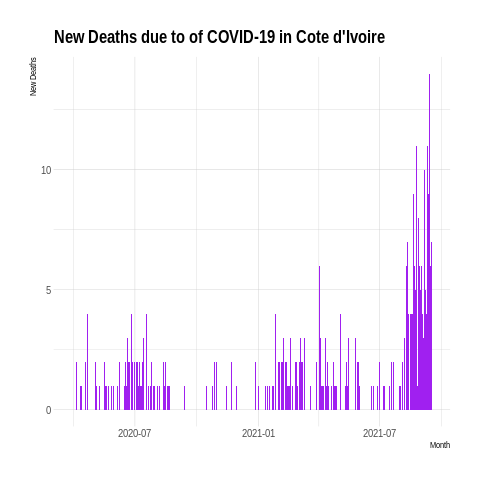 New Deaths due to of COVID-19 in Cote d'Ivoire
New Deaths
10
5
0
2020-07 2021-01 2021-07
Month